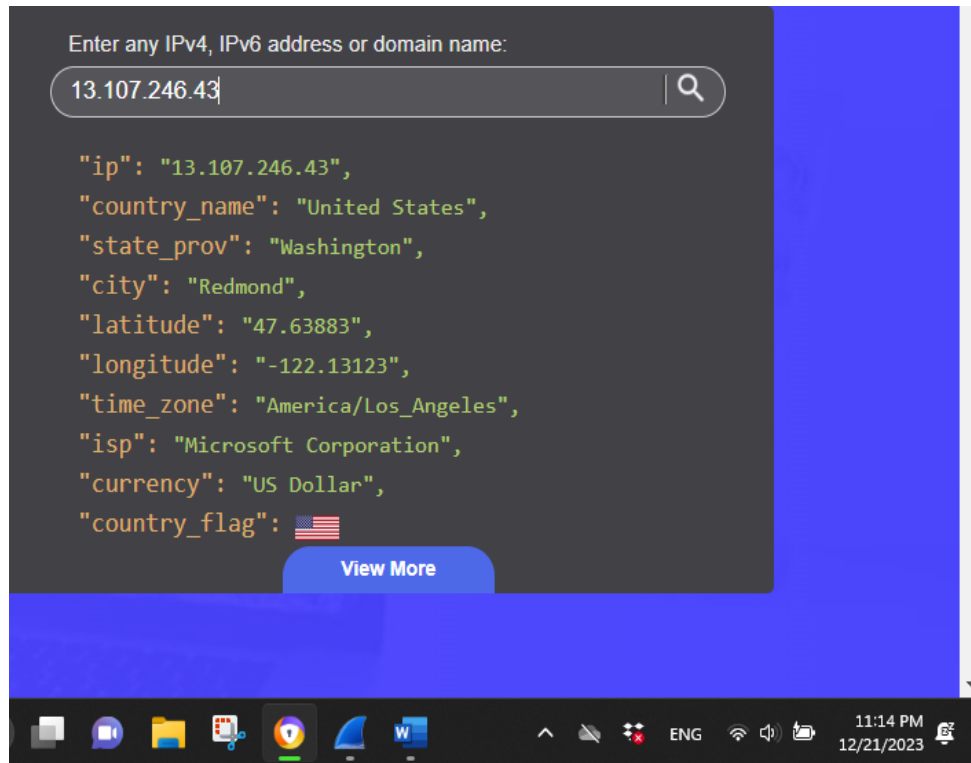 Enter any IPv4, IPv6 address or domain name:
13.107.246.43
"ip": "13.107.246.43",
"country_name": "United States",
"state_prov": "Washington",
"city": "Redmond",
"latitude": "47.63883",
"longitude": "-122.13123",
"time_zone": "America/Los_Angeles",
"isp": "Microsoft Corporation",
"currency": "US Dollar",
"country_flag":
View More
W
ENG
11:14 PM
12/21/2023